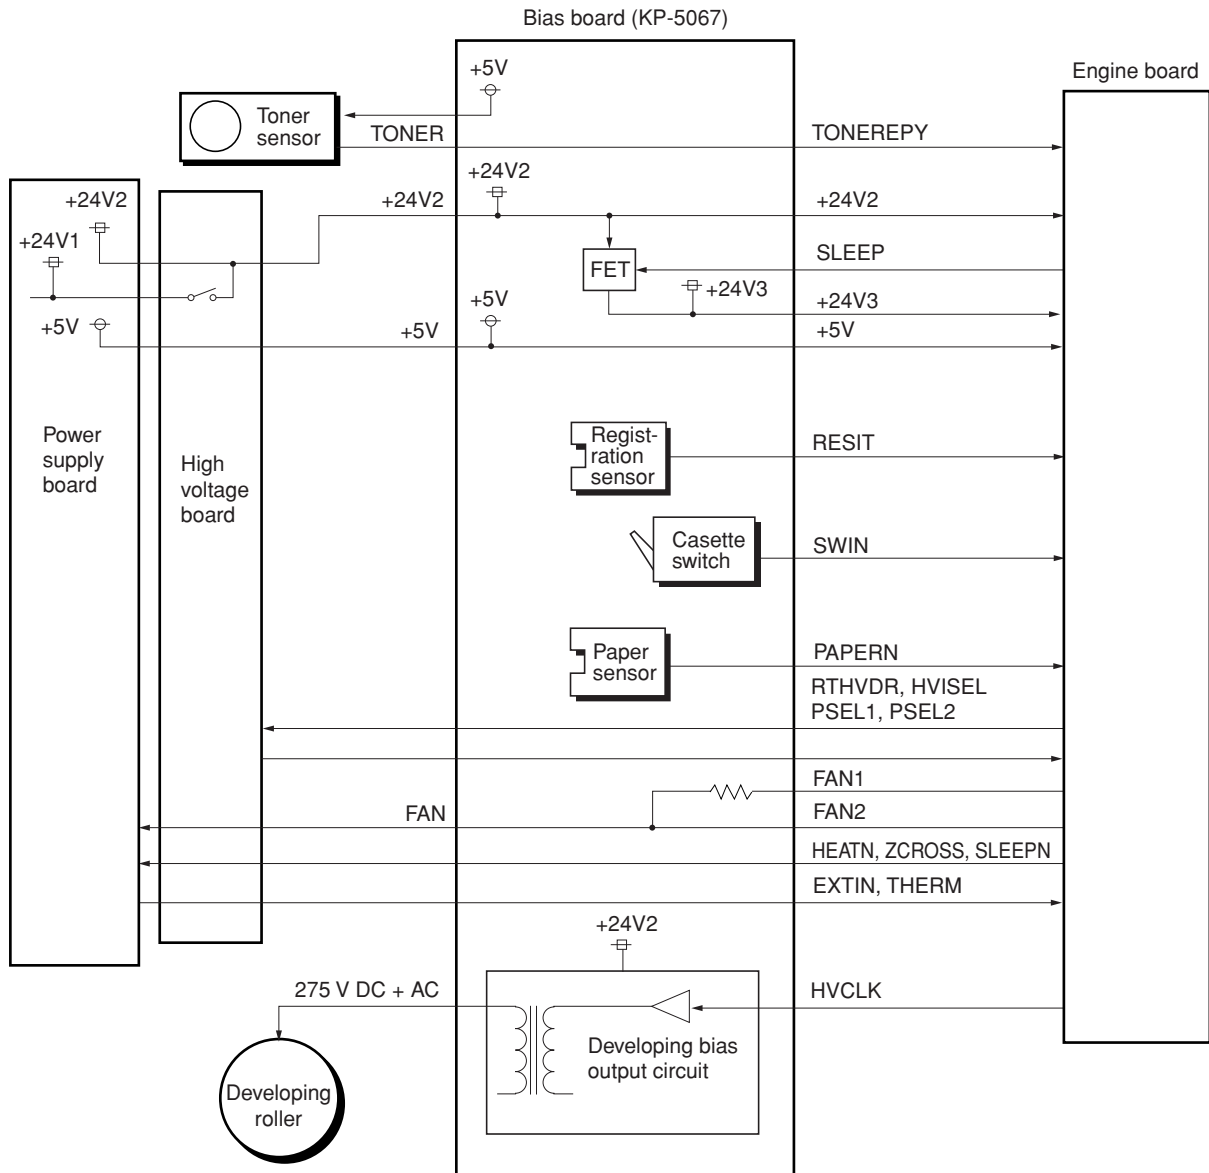 Bias board (KP-5067)
Engine board
+5V
Toner
sensor
TONER
TONEREPY
+24V2
+24V2
+24V2
+24V2
+24V1
SLEEP
FET
+24V3
+24V3
+5V
+5V
+5V
+5V
Power
supply
board
High
voltage
board
Regist-
ration
sensor
RESIT
Casette
switch
SWIN
Paper
sensor
PAPERN
RTHVDR, HVISEL
PSEL1, PSEL2
FAN1
FAN
FAN2
HEATN, ZCROSS, SLEEPN
EXTIN, THERM
+24V2
275 V DC + AC
HVCLK
Developing bias
output circuit
Developing
roller